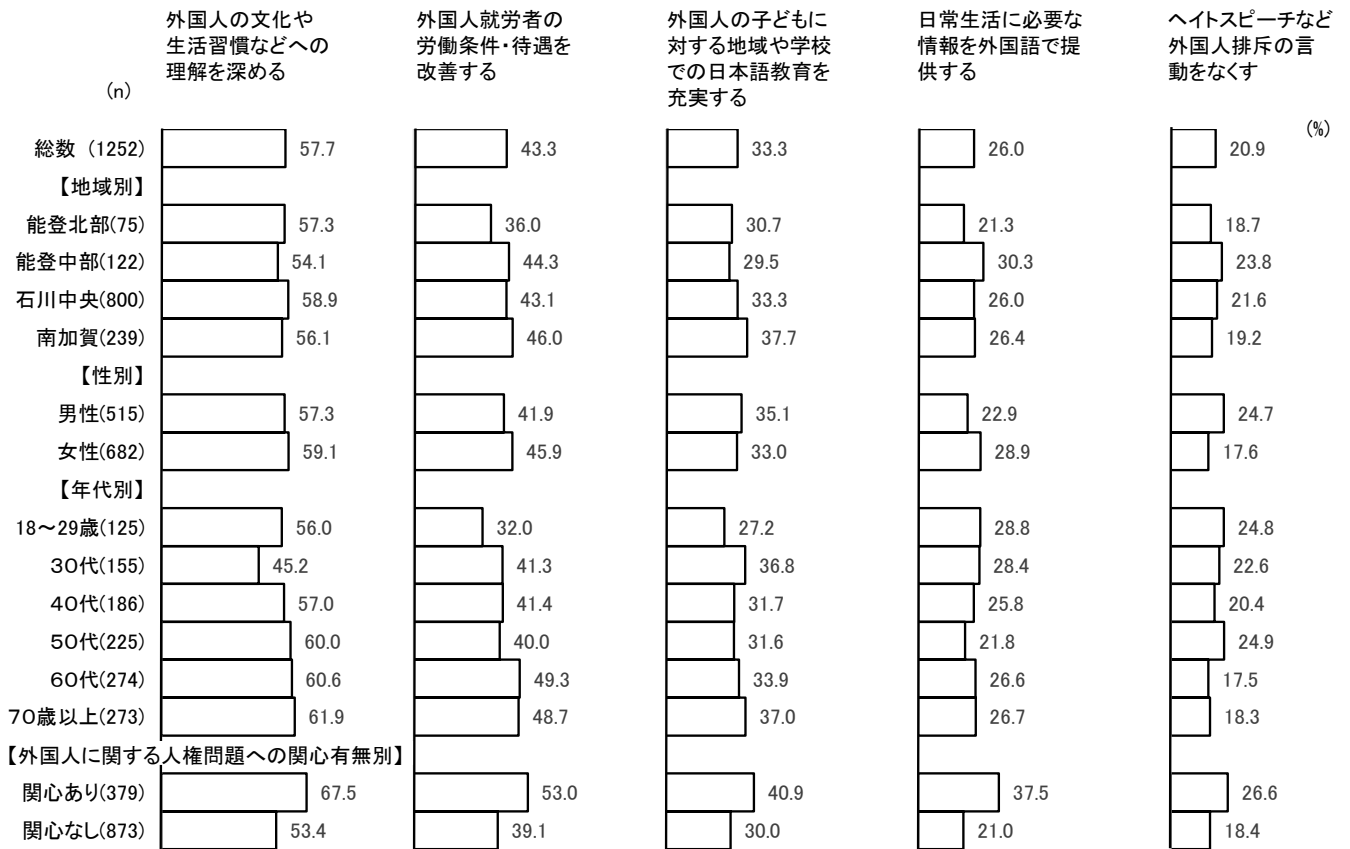 外国人の文化や
生活習慣などへの
理解を深める
外国人就労者の
労働条件・待遇を
改善する
外国人の子どもに
対する地域や学校
での日本語教育を
充実する
日常生活に必要な
情報を外国語で提
供する
ヘイトスピーチなど
外国人排斥の言
動をなくす
(n)
(%)
総数 (1252) 57.7 43.3 33.3 26.0 20.9
【地域別】
能登北部(75) 57.3 36.0 30.7 21.3 18.7
能登中部(122) 54.1 44.3 29.5 30.3 23.8
石川中央(800) 58.9 43.1 33.3 26.0 21.6
南加賀(239) 56.1 46.0 37.7 26.4 19.2
【性別】
男性(515) 57.3 41.9 35.1 22.9 24.7
女性(682) 59.1 45.9 33.0 28.9 17.6
【年代別】
18～29歳(125) 56.0 32.0 27.2 28.8 24.8
30代(155) 45.2 41.3 36.8 28.4 22.6
40代(186) 57.0 41.4 31.7 25.8 20.4
50代(225) 60.0 40.0 31.6 21.8 24.9
60代(274) 60.6 49.3 33.9 26.6 17.5
70歳以上(273) 61.9 48.7 37.0 26.7 18.3
【外国人に関する人権問題への関心有無別】
関心あり(379) 67.5 53.0 40.9 37.5 26.6
関心なし(873) 53.4 39.1 30.0 21.0 18.4